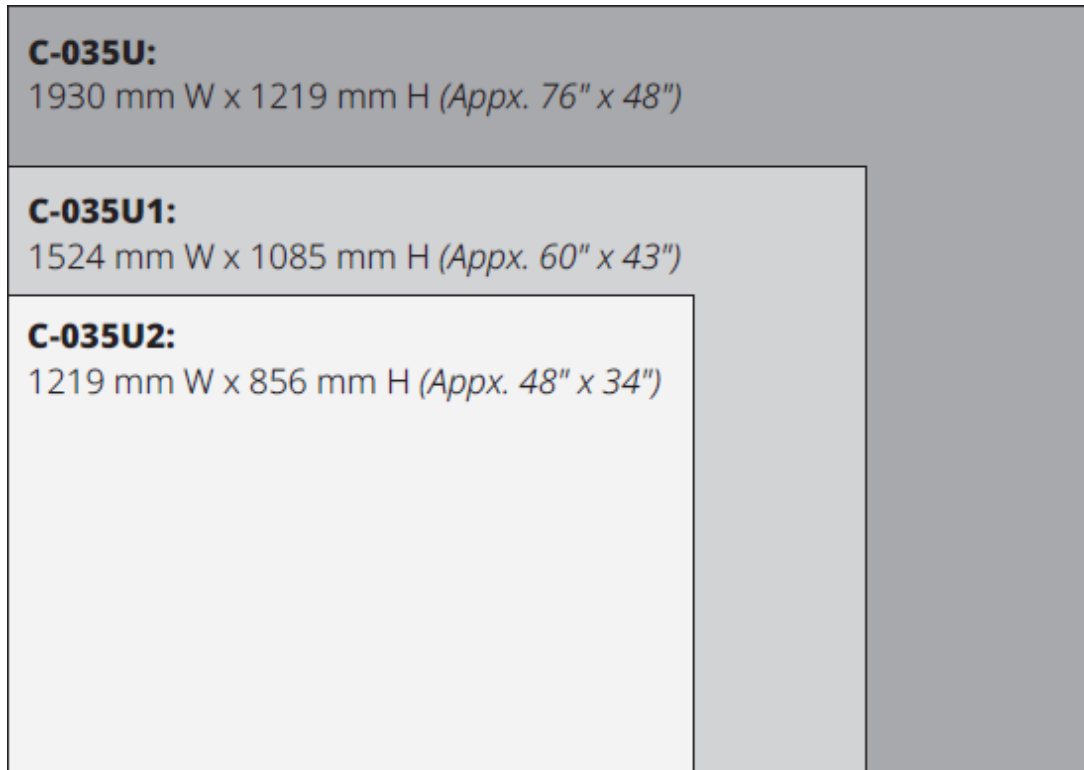 C-035U:
1930 mm W x 1219 mm H (Appx. 76" x 48")
C-035U1:
1524 mm W x 1085 mm H (Appx. 60" x 43")
C-035U2:
1219 mm W x 856 mm H (Appx. 48" x 34")